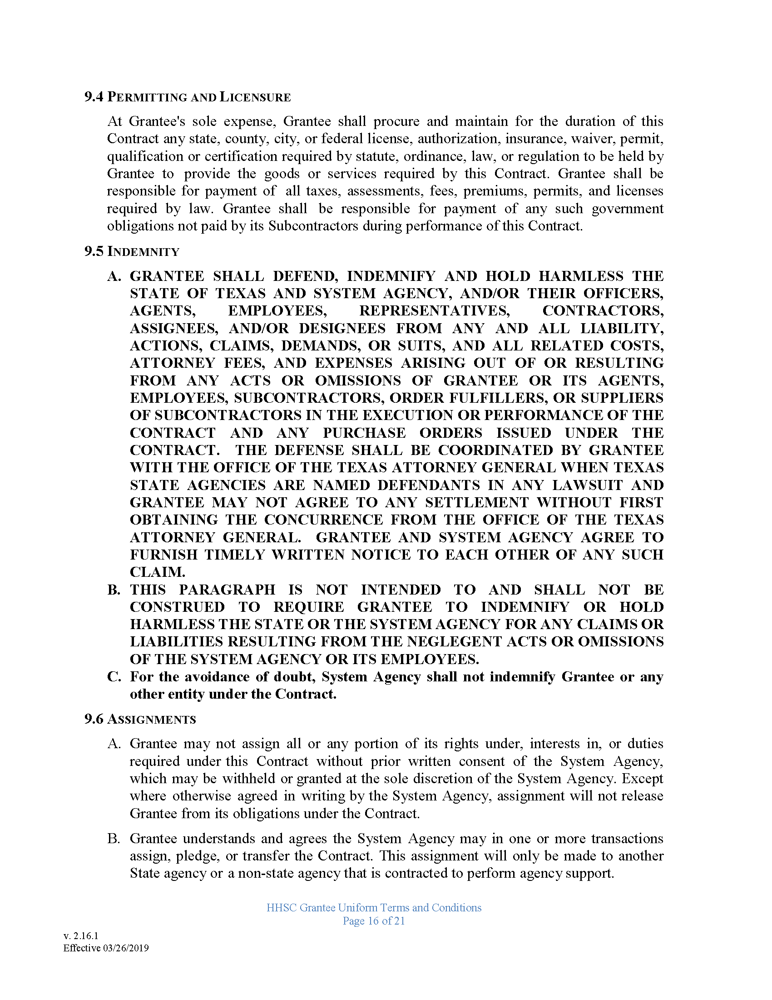 9.4 PERMITTING AND LICENSURE
At Grantee's sole expense, Grantee shall procure and maintain for the duration of this
Contract any state, county, city, or federal license, authorization, insurance, waiver, permit,
qualification or certification required by statute, ordinance, law, or regulation to be held by
Grantee to provide the goods or services required by this Contract. Grantee shall be
responsible for payment of all taxes, assessments, fees, premiums, permits, and licenses
required by law. Grantee shall be responsible for payment of any such government
obligations not paid by its Subcontractors during performance of this Contract.
9.5 INDEMNITY
A. GRANTEE SHALL DEFEND, INDEMNIFY AND HOLD HARMLESS THE
STATE OF TEXAS AND SYSTEM AGENCY, AND/OR THEIR OFFICERS,
AGENTS, EMPLOYEES, REPRESENTATIVES, CONTRACTORS,
ASSIGNEES, AND/OR DESIGNEES FROM ANY AND ALL LIABILITY,
ACTIONS, CLAIMS, DEMANDS, OR SUITS, AND ALL RELATED COSTS,
ATTORNEY FEES, AND EXPENSES ARISING OUT OF OR RESULTING
FROM ANY ACTS OR OMISSIONS OF GRANTEE OR ITS AGENTS,
EMPLOYEES, SUBCONTRACTORS, ORDER FULFILLERS, OR SUPPLIERS
OF SUBCONTRACTORS IN THE EXECUTION OR PERFORMANCE OF THE
CONTRACT AND ANY PURCHASE ORDERS ISSUED UNDER THE
CONTRACT. THE DEFENSE SHALL BE COORDINATED BY GRANTEE
WITH THE OFFICE OF THE TEXAS ATTORNEY GENERAL WHEN TEXAS
STATE AGENCIES ARE NAMED DEFENDANTS IN ANY LAWSUIT AND
GRANTEE MAY NOT AGREE TO ANY SETTLEMENT WITHOUT FIRST
OBTAINING THE CONCURRENCE FROM THE OFFICE OF THE TEXAS
ATTORNEY GENERAL. GRANTEE AND SYSTEM AGENCY AGREE TO
FURNISH TIMELY WRITTEN NOTICE TO EACH OTHER OF ANY SUCH
CLAIM.
B. THIS PARAGRAPH IS NOT INTENDED TO AND SHALL NOT BE
CONSTRUED TO REQUIRE GRANTEE TO INDEMNIFY OR HOLD
HARMLESS THE STATE OR THE SYSTEM AGENCY FOR ANY CLAIMS OR
LIABILITIES RESULTING FROM THE NEGLEGENT ACTS OR OMISSIONS
OF THE SYSTEM AGENCY OR ITS EMPLOYEES.
C. For the avoidance of doubt, System Agency shall not indemnify Grantee or any
other entity under the Contract.
9.6 ASSIGNMENTS
A. Grantee may not assign all or any portion of its rights under, interests in, or duties
required under this Contract without prior written consent of the System Agency,
which may be withheld or granted at the sole discretion of the System Agency. Except
where otherwise agreed in writing by the System Agency, assignment will not release
Grantee from its obligations under the Contract.
B. Grantee understands and agrees the System Agency may in one or more transactions
assign, pledge, or transfer the Contract. This assignment will only be made to another
State agency or a non-state agency that is contracted to perform agency support.
HHSC Grantee Uniform Terms and Conditions
Page 16 of 21
v. 2.16.1
Effective 03/26/2019